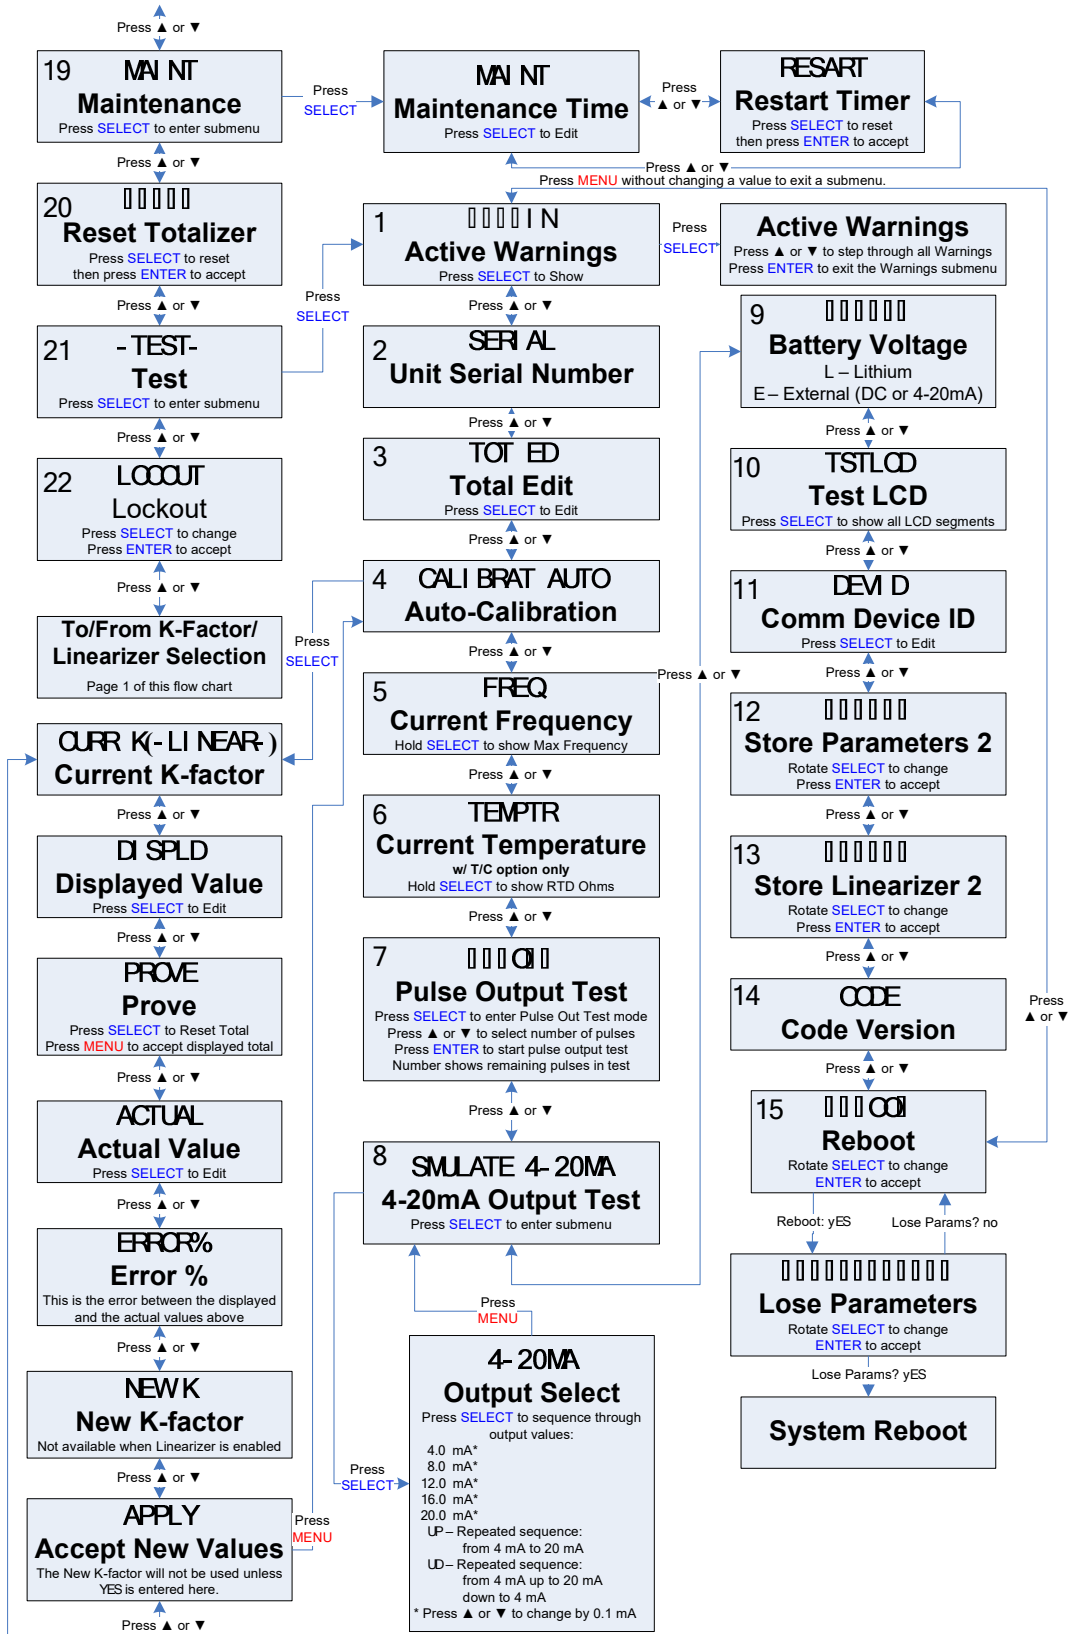 Press ▲ or ▼
19
MAINT
Maintenance
Press SELECT to enter submenu
Press
SELECT
MAINT
Maintenance Time
Press SELECT to Edit
Press
▲ or ▼
RESART
Restart Timer
Press SELECT to reset
then press ENTER to accept
Press ▲ or ▼
Press MENU without changing a value to exit a submenu.
Press ▲ or ▼
20
Reset Totalizer
Press SELECT to reset
then press ENTER to accept
Press ▲ or ▼
21
-TEST-
Test
Press SELECT to enter submenu
Press ▲ or ▼
22
LOCOUT
Lockout
Press SELECT to change
Press ENTER to accept
Press ▲ or ▼
To/From K-Factor/
Linearizer Selection
Page 1 of this flow chart
Press
SELECT
1
IN
Active Warnings
Press SELECT to Show
Press
SELECT
Active Warnings
Press ▲ or ▼ to step through all Warnings
Press ENTER to exit the Warnings submenu
Press ▲ or ▼
2
SERIAL
Unit Serial Number
Press ▲ or ▼
3
TOT ED
Total Edit
Press SELECT to Edit
Press ▲ or ▼
4
CALIBRAT AUTO
Auto-Calibration
Press
SELECT
Press ▲ or ▼
5
FREQ
Current Frequency
Hold SELECT to show Max Frequency
Press ▲ or ▼
6
TEMPTR
Current Temperature
w/ T/C option only
Hold SELECT to show RTD Ohms
Press ▲ or ▼
7
Pulse Output Test
Press SELECT to enter Pulse Out Test mode
Press ▲ or ▼ to select number of pulses
Press ENTER to start pulse output test
Number shows remaining pulses in test
Press ▲ or ▼
8
SMULATE 4-20MA
4-20mA Output Test
Press SELECT to enter submenu
Press
MENU
Press
SELECT
4-20MA
Output Select
Press SELECT to sequence through
output values:
4.0 mA*
8.0 mA*
12.0 mA*
16.0 mA*
20.0 mA*
UP – Repeated sequence:
from 4 mA to 20 mA
UD – Repeated sequence:
from 4 mA up to 20 mA
down to 4 mA
* Press ▲ or ▼ to change by 0.1 mA
CURR K(-LINEAR-)
Current K-factor
Press ▲ or ▼
DISPLD
Displayed Value
Press SELECT to Edit
Press ▲ or ▼
PROVE
Prove
Press SELECT to Reset Total
Press MENU to accept displayed total
Press ▲ or ▼
ACTUAL
Actual Value
Press SELECT to Edit
Press ▲ or ▼
ERROR%
Error %
This is the error between the displayed
and the actual values above
Press ▲ or ▼
NEWK
New K-factor
Not available when Linearizer is enabled
Press ▲ or ▼
APPLY
Accept New Values
The New K-factor will not be used unless
YES is entered here.
Press
MENU
Press ▲ or ▼
Press ▲ or ▼
9
Battery Voltage
L – Lithium
E – External (DC or 4-20mA)
Press ▲ or ▼
10
TSTLCD
Test LCD
Press SELECT to show all LCD segments
Press ▲ or ▼
11
DEVID
Comm Device ID
Press SELECT to Edit
Press ▲ or ▼
12
Store Parameters 2
Rotate SELECT to change
Press ENTER to accept
Press ▲ or ▼
13
Store Linearizer 2
Rotate SELECT to change
Press ENTER to accept
Press ▲ or ▼
14
CODE
Code Version
Press ▲ or ▼
Press
▲ or ▼
15
Reboot
Rotate SELECT to change
ENTER to accept
Reboot: yES
Lose Params? no
Lose Parameters
Rotate SELECT to change
ENTER to accept
Lose Params? yES
System Reboot